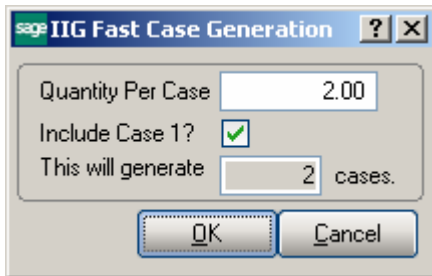 sage IIG Fast Case Generation
Quantity Per Case 2.00
Include Case 1?
This will generate 2 cases.
OK Cancel